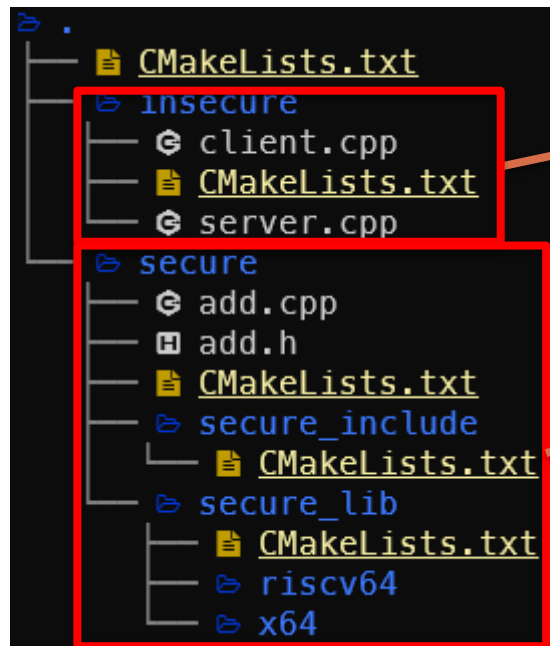 .
CMakeLists.txt
insecure
client.cpp
CMakeLists.txt
server.cpp
secure
add.cpp
add.h
CMakeLists.txt
secure_include
CMakeLists.txt
secure_lib
CMakeLists.txt
riscv64
x64